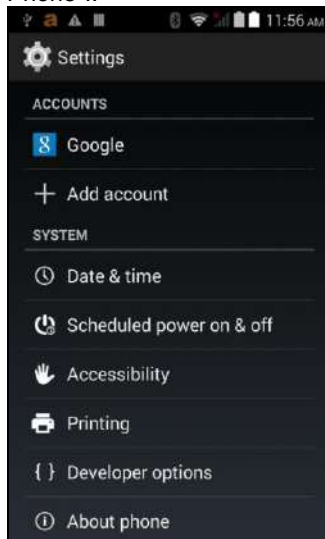 11:56 AM
Settings
ACCOUNTS
8 Google
Add account
SYSTEM
Date & time
Scheduled power on & off
Accessibility
Printing
{ } Developer options
About phone